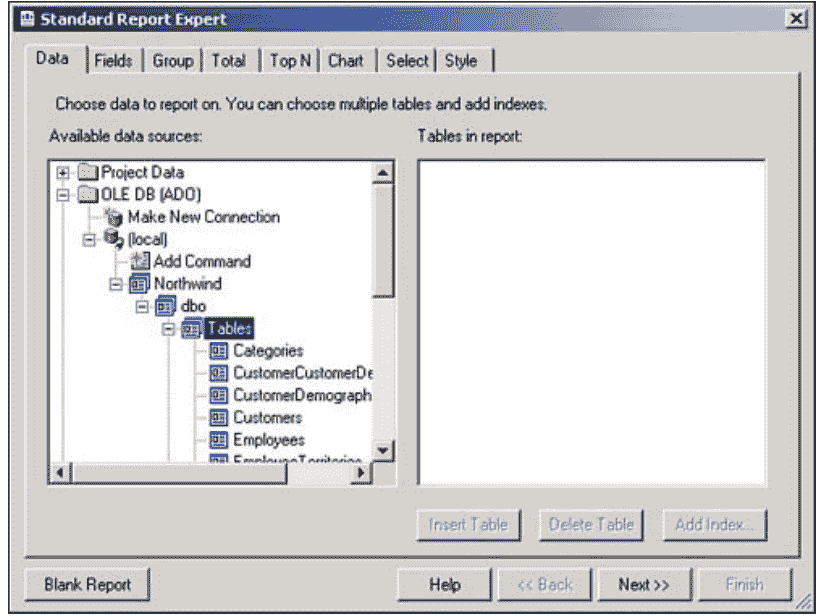 Standard Report Expert
Data Fields Group Total Top N Chart Select Style
Choose data to report on. You can choose multiple tables and add indexes.
Available data sources:
Tables in report:
Project Data
OLE DB (ADO)
Make New Connection
(local)
Add Command
Northwind
dbo
Tables
Categories
CustomerCustomerDe
CustomerDemograph
Customers
Employees
EmployeeTerritories
Insert Table Delete Table Add Index...
Blank Report Help << Back Next >> Finish